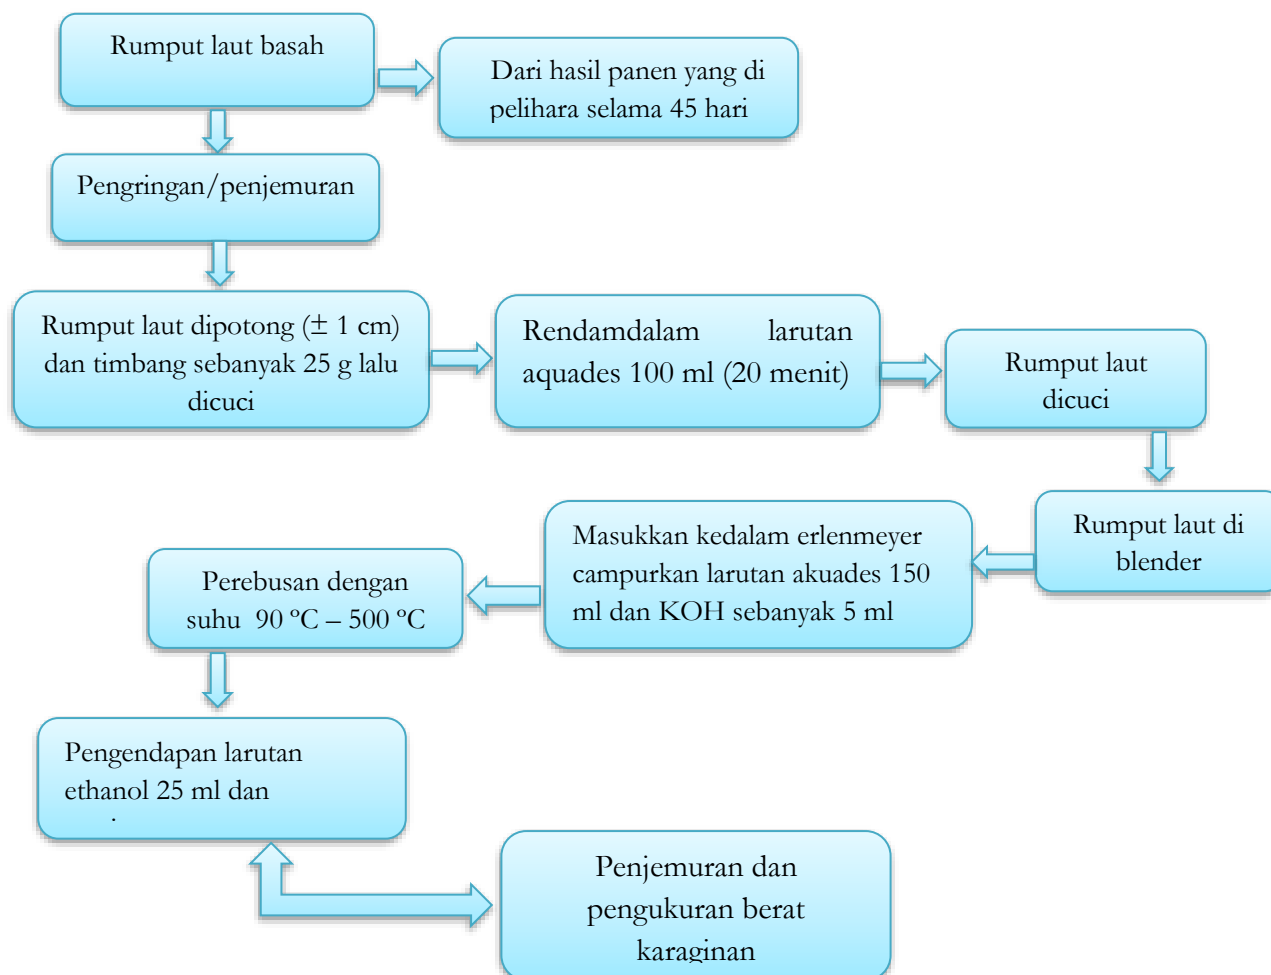 Rumput laut basah
Dari hasil panen yang di
pelihara selama 45 hari
Pengringan/penjemuran
Rumput laut dipotong (± 1 cm)
dan timbang sebanyak 25 g lalu
dicuci
Rendamdalam larutan
aquades 100 ml (20 menit)
Rumput laut
dicuci
Rumput laut di
blender
Masukkan kedalam erlenmeyer
campurkan larutan akuades 150
ml dan KOH sebanyak 5 ml
Perebusan dengan
suhu 90 °C – 500 °C
Pengendapan larutan
ethanol 25 ml dan
Penjemuran dan
pengukuran berat
karaginan